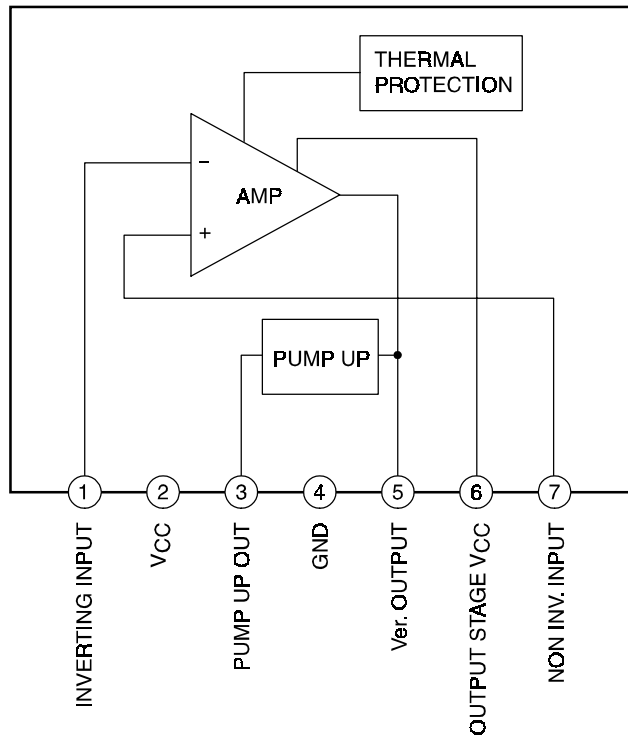 THERMAL
PROTECTION
−
AMP
+
PUMP UP
1
2
3
4
5
6
7
INVERTING INPUT
VCC
PUMP UP OUT
GND
Ver. OUTPUT
OUTPUT STAGE VCC
NON INV. INPUT